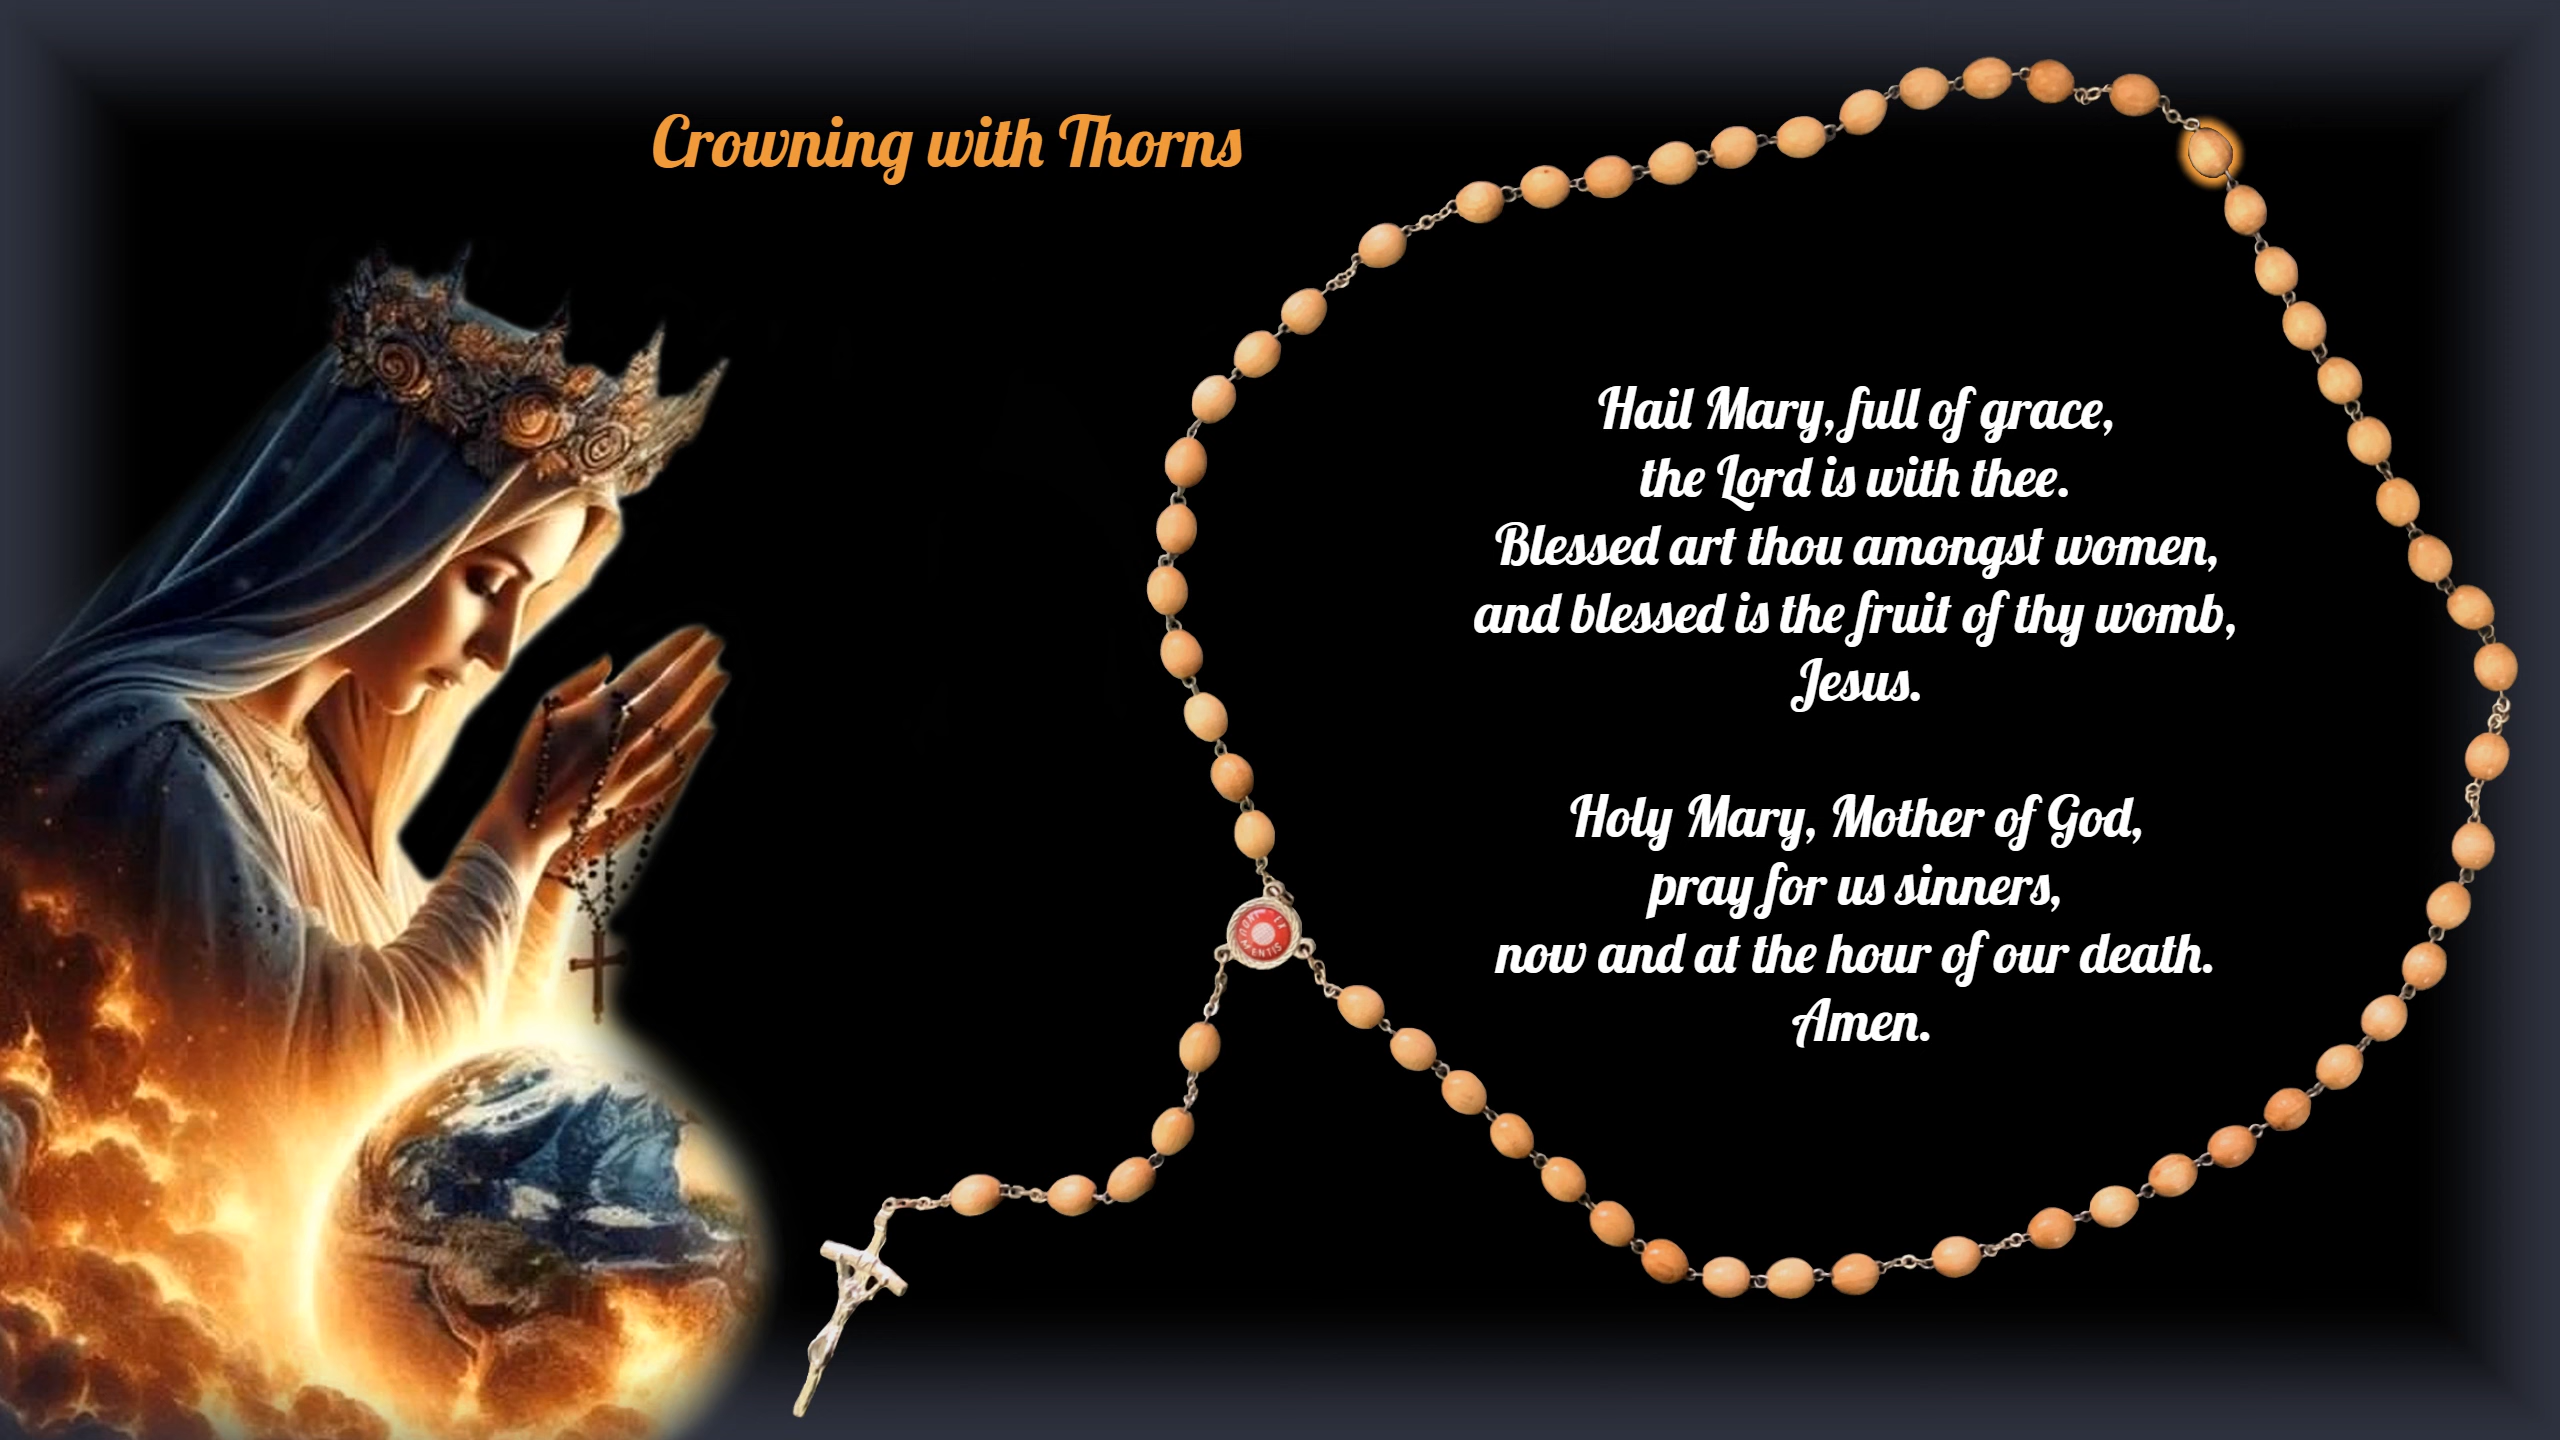 Crowning with Thorns
Hail Mary, full of grace,
the Lord is with thee.
Blessed art thou amongst women,
and blessed is the fruit of thy womb,
Jesus.
Holy Mary, Mother of God,
pray for us sinners,
now and at the hour of our death.
Amen.